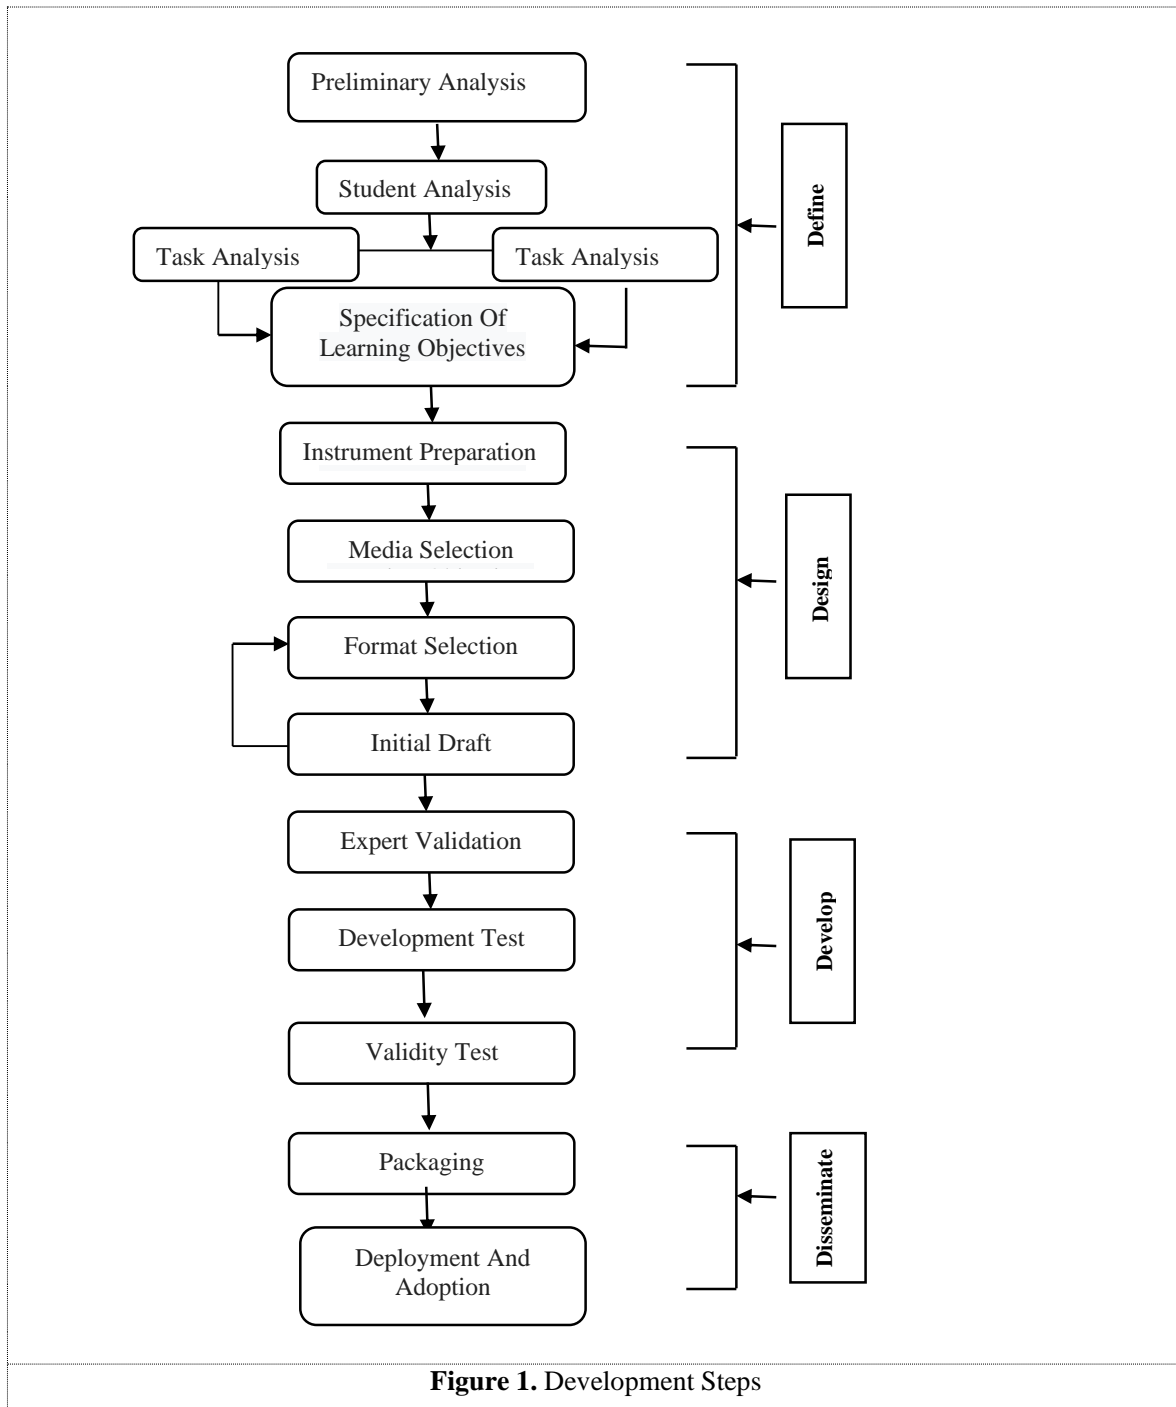 Preliminary Analysis
Student Analysis
Task Analysis
Task Analysis
Specification Of
Learning Objectives
Define
Instrument Preparation
Media Selection
Format Selection
Initial Draft
Design
Expert Validation
Development Test
Validity Test
Develop
Packaging
Deployment And
Adoption
Disseminate
Figure 1. Development Steps